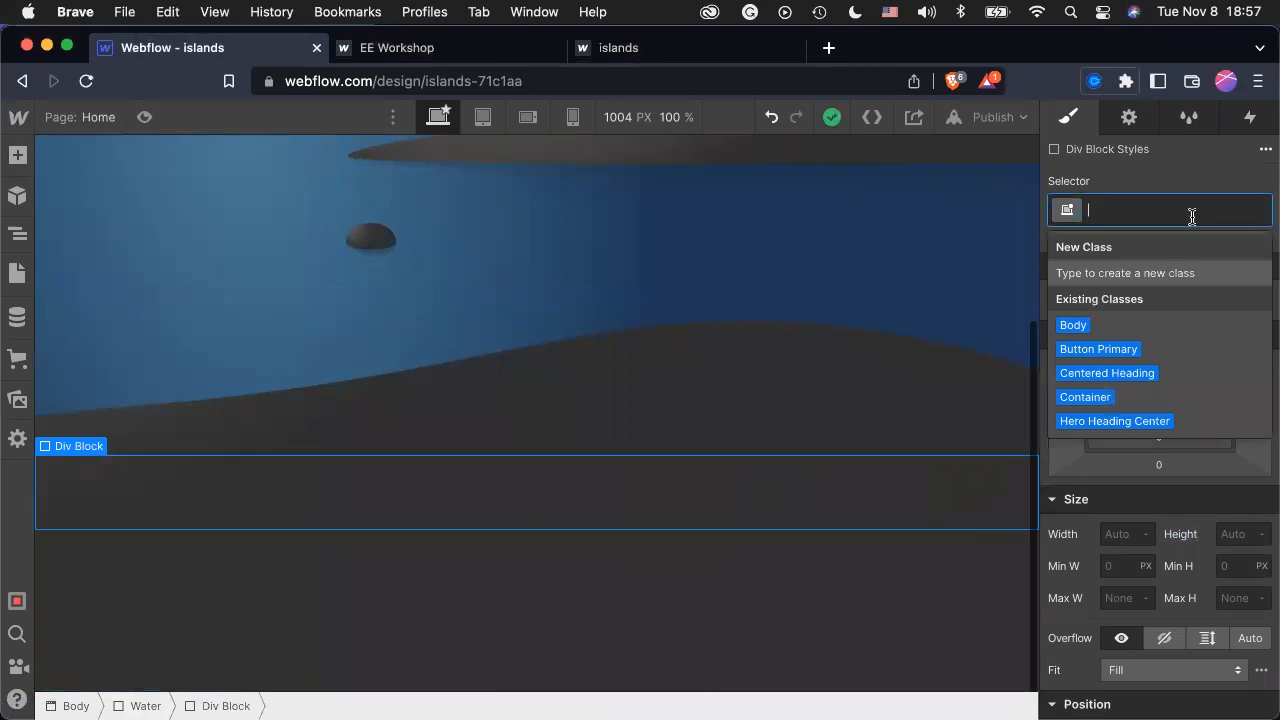 Brave File Edit View History Bookmarks Profiles Tab Window Help Tue Nov 8 18:57
Webflow - islands EE Workshop islands
webflow.com/design/islands-71c1aa 6 1
Page: Home 1004 PX 100 % Publish
Div Block Styles
Selector
New Class
Type to create a new class
Existing Classes
Body
Button Primary
Centered Heading
Container
Hero Heading Center
Div Block
0
Size
Width Auto - Height Auto -
Min W 0 PX Min H 0 PX
Max W None - Max H None -
Overflow Auto
Fit Fill
Position
Body Water Div Block